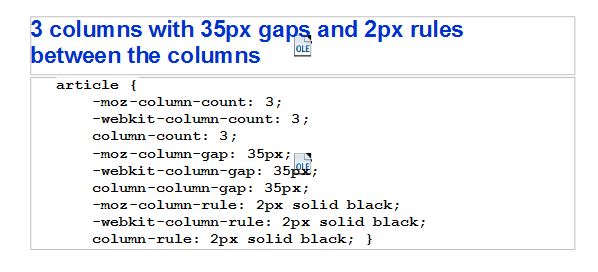 3 columns with 35px gaps and 2px rules
between the columns
OLE
article {
-moz-column-count: 3;
-webkit-column-count: 3;
column-count: 3;
-moz-column-gap: 35px;
OLE
-webkit-column-gap: 35px;
column-column-gap: 35px;
-moz-column-rule: 2px solid black;
-webkit-column-rule: 2px solid black;
column-rule: 2px solid black; }